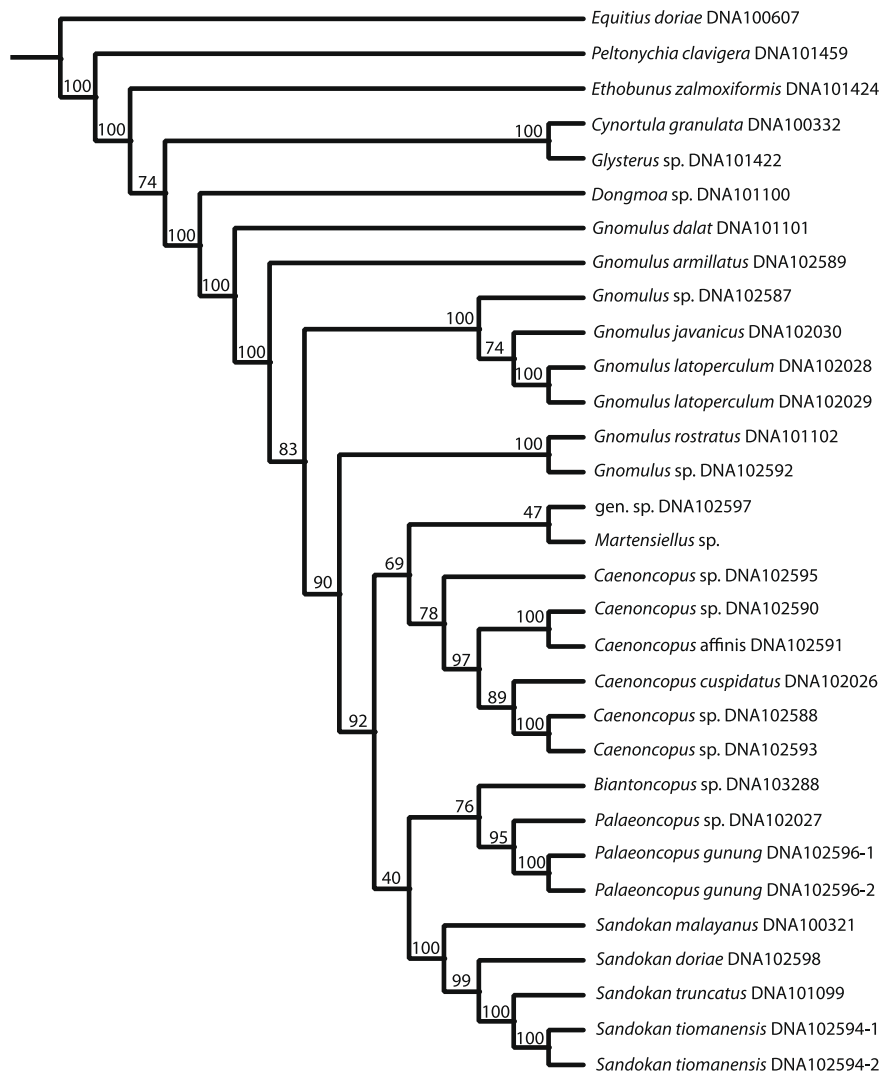 Equitius doriae DNA100607
Peltonychia clavigera DNA101459
100
Ethobunus zalmoxiformis DNA101424
100
Cynortula granulata DNA100332
100
Glysterus sp. DNA101422
74
Dongmoa sp. DNA101100
100
Gnomulus dalat DNA101101
100
Gnomulus armillatus DNA102589
Gnomulus sp. DNA102587
100
Gnomulus javanicus DNA102030
74
100
Gnomulus latoperculum DNA102028
100
Gnomulus latoperculum DNA102029
Gnomulus rostratus DNA101102
100
83
Gnomulus sp. DNA102592
gen. sp. DNA102597
47
Martensiellus sp.
69
Caenoncopus sp. DNA102595
90
Caenoncopus sp. DNA102590
100
78
Caenoncopus affinis DNA102591
97
Caenoncopus cuspidatus DNA102026
89
Caenoncopus sp. DNA102588
92
100
Caenoncopus sp. DNA102593
Biantoncopus sp. DNA103288
76
Palaeoncopus sp. DNA102027
95
Palaeoncopus gunung DNA102596-1
100
40
Palaeoncopus gunung DNA102596-2
Sandokan malayanus DNA100321
100
Sandokan doriae DNA102598
99
Sandokan truncatus DNA101099
100
Sandokan tiomanensis DNA102594-1
100
Sandokan tiomanensis DNA102594-2